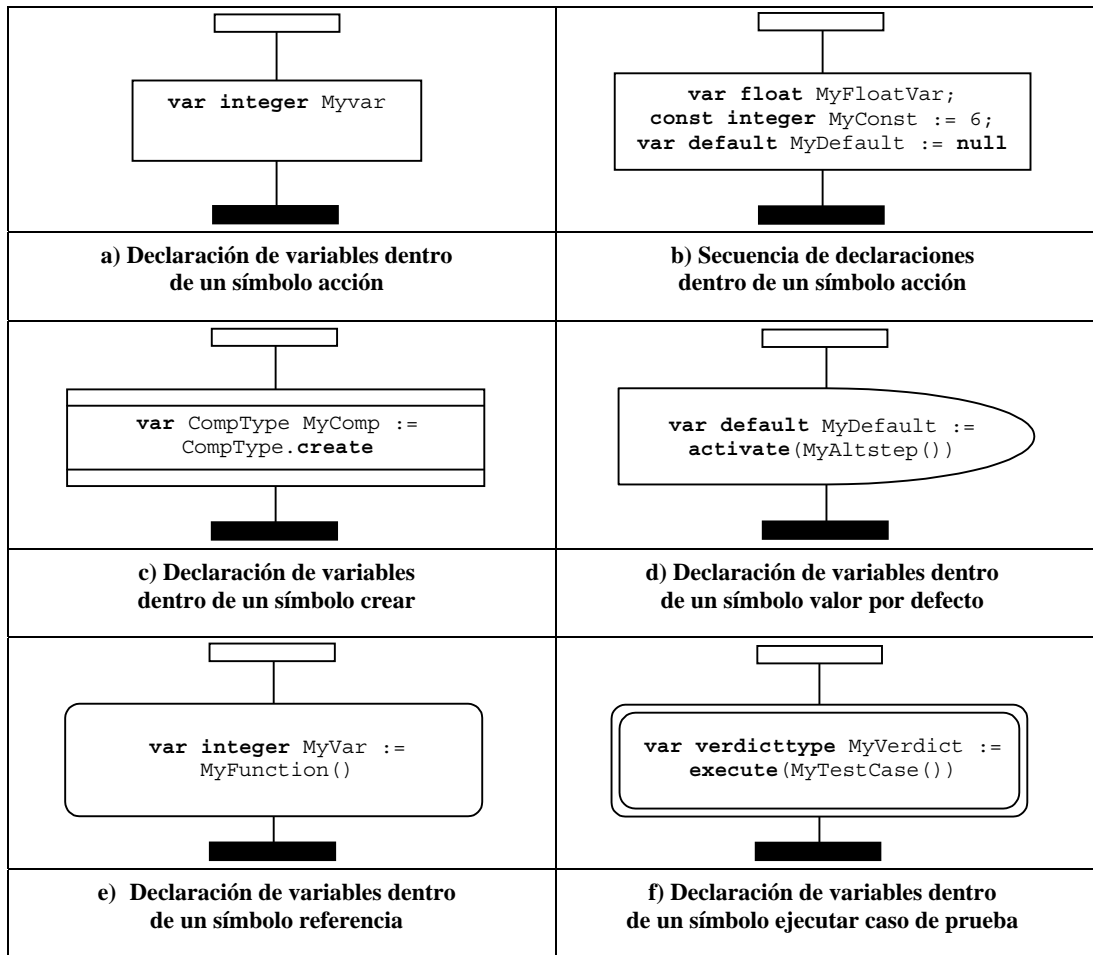 var integer Myvar
var float MyFloatVar;
const integer MyConst := 6;
var default MyDefault := null
a) Declaración de variables dentro
de un símbolo acción
b) Secuencia de declaraciones
dentro de un símbolo acción
var CompType MyComp :=
CompType.create
var default MyDefault :=
activate(MyAltstep())
c) Declaración de variables
dentro de un símbolo crear
d) Declaración de variables dentro
de un símbolo valor por defecto
var integer MyVar :=
MyFunction()
var verdicttype MyVerdict :=
execute(MyTestCase())
e) Declaración de variables dentro
de un símbolo referencia
f) Declaración de variables dentro
de un símbolo ejecutar caso de prueba